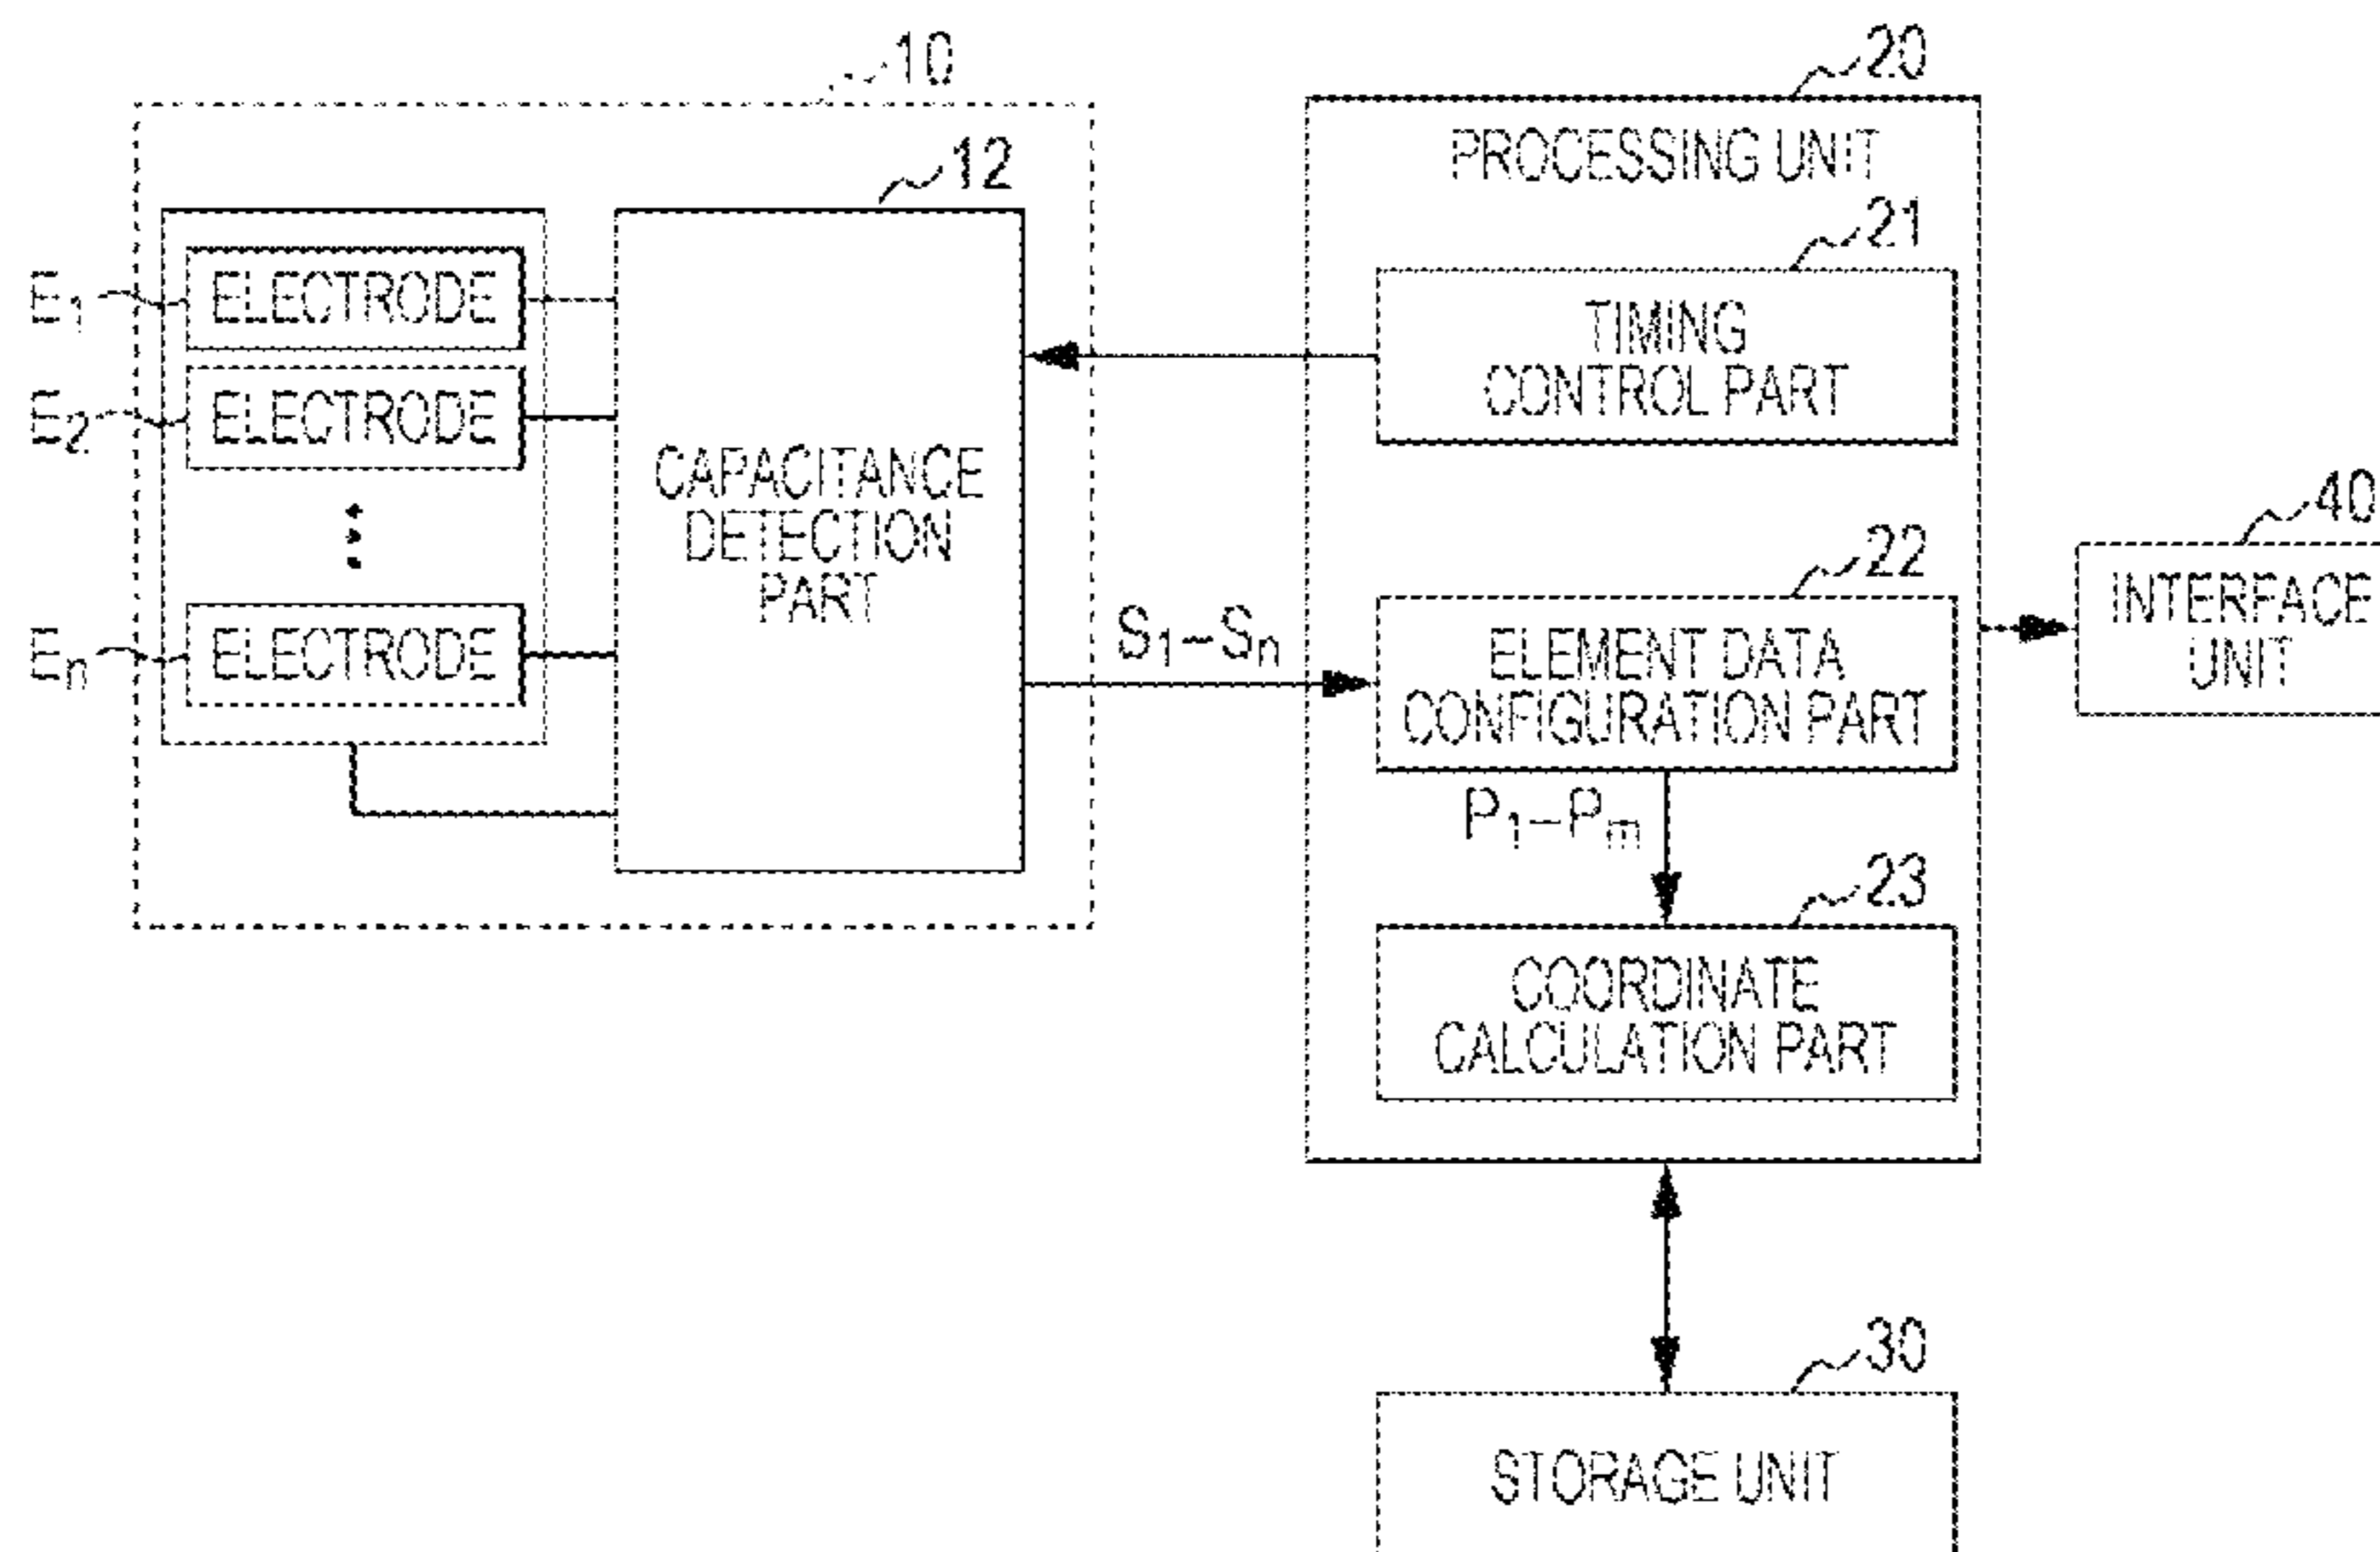 10
20
12
PROCESSING UNIT
21
E1
ELECTRODE
TIMING
CONTROL PART
E2
ELECTRODE
CAPACITANCE
DETECTION
PART
22
40
S1-Sn
ELEMENT DATA
CONFIGURATION PART
INTERFACE
UNIT
En
ELECTRODE
P1-Pm
23
COORDINATE
CALCULATION PART
30
STORAGE UNIT